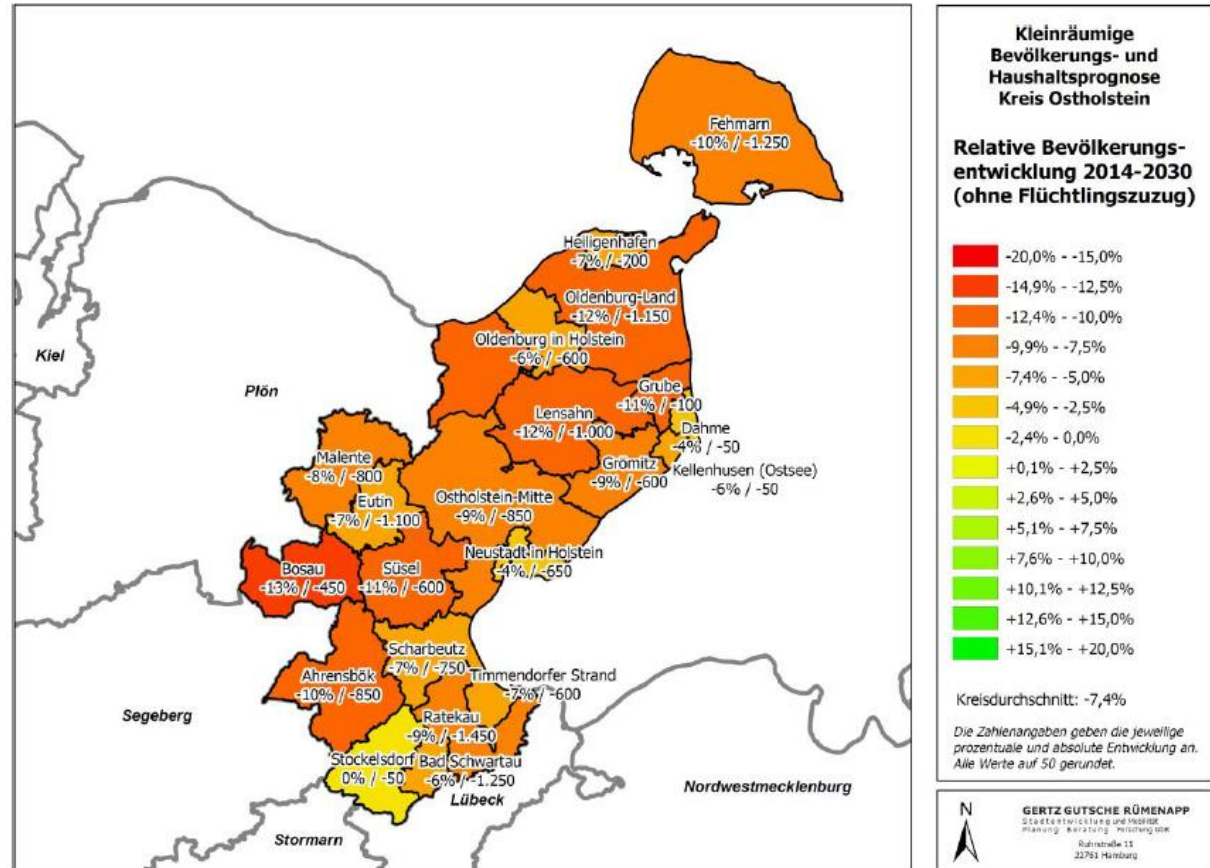 Fehmarn
-10% / -1.250
Heiligenhafen
-7% / -700
Oldenburg-Land
-12% / -1.150
Oldenburg in Holstein
-6% / -600
Kiel
Plön
Grube
-11% / -100
Lensahn
-12% / -1.000
Dahme
-4% / -50
Malente
-8% / -800
Grömitz
-9% / -600
Kellenhusen (Ostsee)
-6% / -50
Eutin
-7% / -1.100
Ostholstein-Mitte
-9% / -850
Neustadt in Holstein
-4% / -650
Bosau
-13% / -450
Süsel
-11% / -600
Scharbeutz
-7% / -750
Ahrensbök
-10% / -850
Timmendorfer Strand
-7% / -600
Segeberg
Ratekau
-9% / -1.450
Stockelsdorf
0% / -50
Bad Schwartau
-6% / -1.250
Nordwestmecklenburg
Lübeck
Stormarn
Kleinräumige
Bevölkerungs- und
Haushaltsprognose
Kreis Ostholstein
Relative Bevölkerungs-
entwicklung 2014-2030
(ohne Flüchtlingszuzug)
-20,0% - -15,0%
-14,9% - -12,5%
-12,4% - -10,0%
-9,9% - -7,5%
-7,4% - -5,0%
-4,9% - -2,5%
-2,4% - 0,0%
+0,1% - +2,5%
+2,6% - +5,0%
+5,1% - +7,5%
+7,6% - +10,0%
+10,1% - +12,5%
+12,6% - +15,0%
+15,1% - +20,0%
Kreisdurchschnitt: -7,4%
Die Zahlenangaben geben die jeweilige
prozentuale und absolute Entwicklung an.
Alle Werte auf 50 gerundet.
N
GERTZ GUTSCHE RÜMENAPP
Stadtentwicklung und Mobilität
Planung Beratung Forschung GbR
Ruhrstraße 11
22761 Hamburg